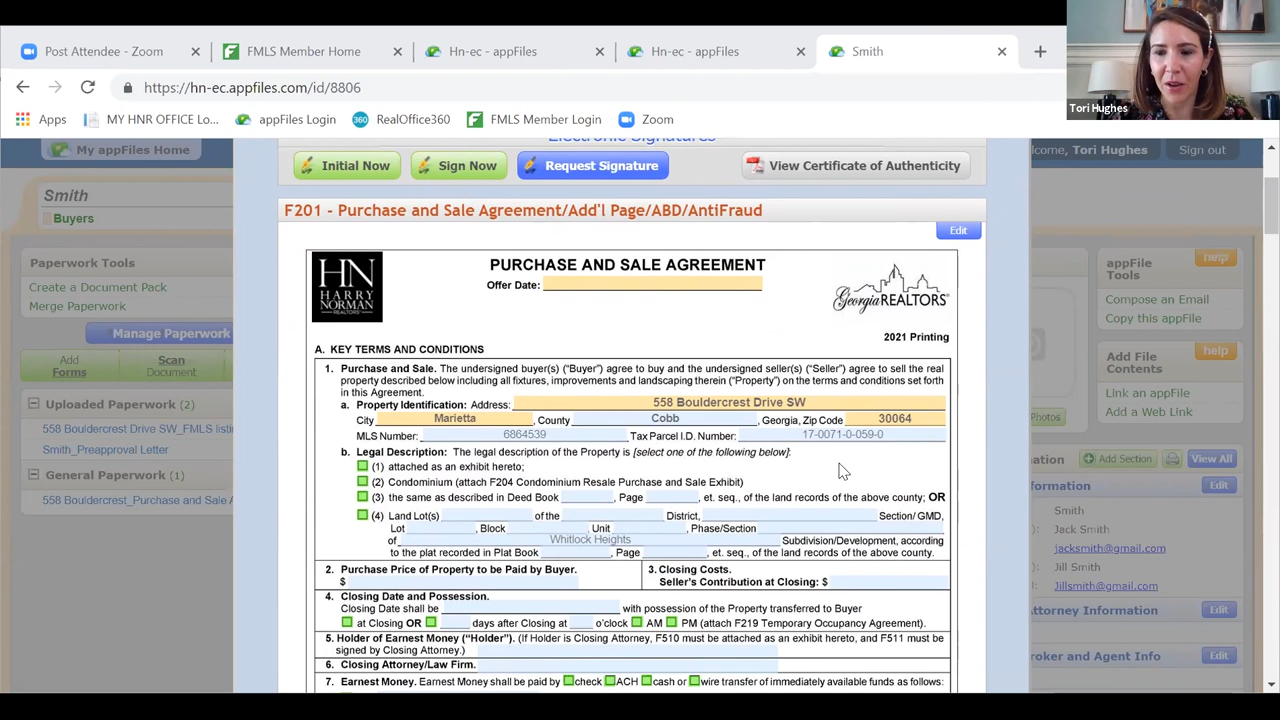 Post Attendee - Zoom
FMLS Member Home
Hn-ec - appFiles
Hn-ec - appFiles
Smith
Tori Hughes
https://hn-ec.appfiles.com/id/8806
Apps
MY HNR OFFICE Lo...
appFiles Login
RealOffice360
FMLS Member Login
Zoom
My appFiles Home
Electronic Signatures
lcome, Tori Hughes
Sign out
Initial Now
Sign Now
Request Signature
View Certificate of Authenticity
Smith
Buyers
F201 - Purchase and Sale Agreement/Add'l Page/ABD/AntiFraud
Edit
Paperwork Tools
Create a Document Pack
Merge Paperwork
Manage Paperwork
Add Forms
Scan Document
Uploaded Paperwork (2)
558 Bouldercrest Drive SW_FMLS listi
Smith_Preapproval Letter
General Paperwork (1)
558 Bouldercrest_Purchase and Sale A
HN
HARRY NORMAN
REALTORS
PURCHASE AND SALE AGREEMENT
Offer Date:
Georgia REALTORS
2021 Printing
A. KEY TERMS AND CONDITIONS
1. Purchase and Sale. The undersigned buyer(s) ("Buyer") agree to buy and the undersigned seller(s) ("Seller") agree to sell the real
property described below including all fixtures, improvements and landscaping therein ("Property") on the terms and conditions set forth
in this Agreement.
a. Property Identification: Address: 558 Bouldercrest Drive SW
City Marietta, County Cobb, Georgia, Zip Code 30064
MLS Number: 6864539 Tax Parcel I.D. Number: 17-0071-0-059-0
b. Legal Description: The legal description of the Property is [select one of the following below]:
(1) attached as an exhibit hereto;
(2) Condominium (attach F204 Condominium Resale Purchase and Sale Exhibit)
(3) the same as described in Deed Book , Page , et. seq., of the land records of the above county; OR
(4) Land Lot(s) of the District, Section/ GMD,
Lot , Block Unit , Phase/Section
of Whitlock Heights Subdivision/Development, according
to the plat recorded in Plat Book , Page , et. seq., of the land records of the above county.
2. Purchase Price of Property to be Paid by Buyer.
$
3. Closing Costs.
Seller's Contribution at Closing: $
4. Closing Date and Possession.
Closing Date shall be with possession of the Property transferred to Buyer
at Closing OR days after Closing at o'clock AM PM (attach F219 Temporary Occupancy Agreement).
5. Holder of Earnest Money ("Holder"). (If Holder is Closing Attorney, F510 must be attached as an exhibit hereto, and F511 must be
signed by Closing Attorney.)
6. Closing Attorney/Law Firm.
7. Earnest Money. Earnest Money shall be paid by check ACH cash or wire transfer of immediately available funds as follows:
appFile Tools
help
Compose an Email
Copy this appFile
Add File Contents
help
Link an appFile
Add a Web Link
Photos
mation
Add Section
View All
formation
Edit
Smith
Jack Smith
jacksmith@gmail.com
Jill Smith
Jillsmith@gmail.com
ttorney Information
Edit
roker and Agent Info
Edit